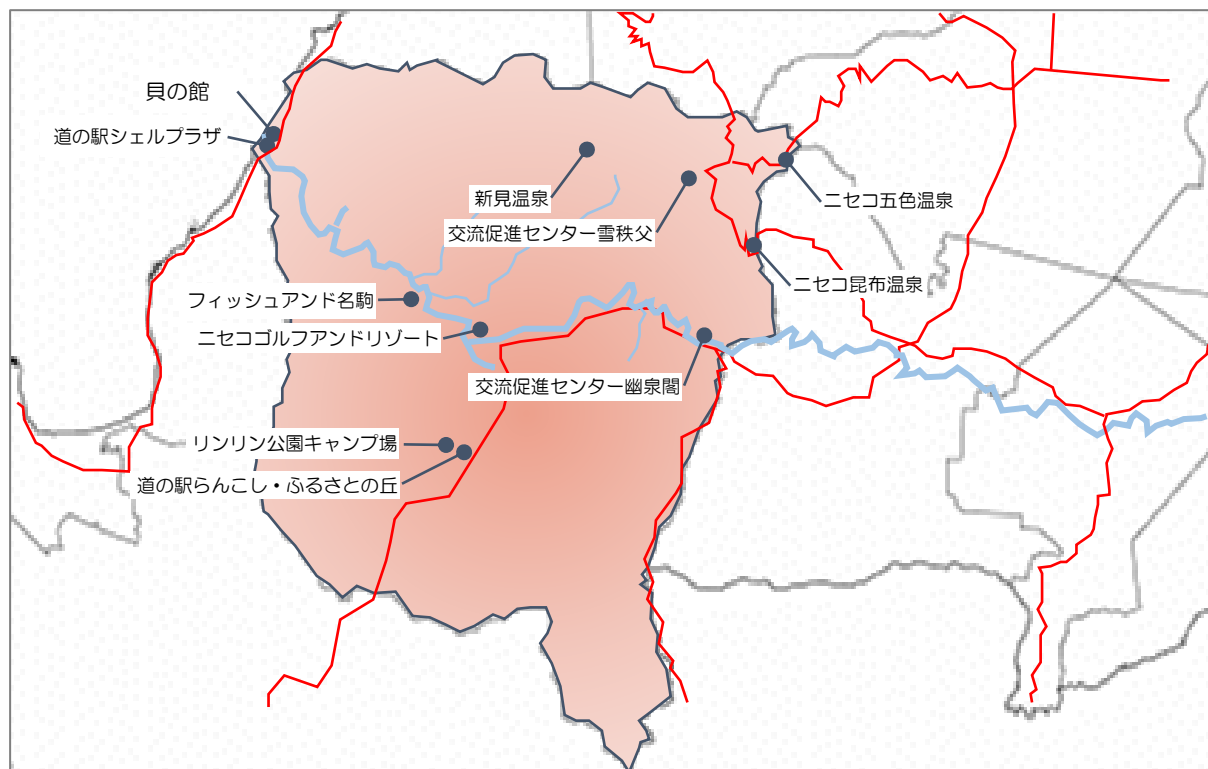 貝の館
道の駅シェルプラザ
新見温泉
ニセコ五色温泉
交流促進センター雪秩父
ニセコ昆布温泉
フィッシュアンド名駒
ニセコゴルフアンドリゾート
交流促進センター幽泉閣
リンリン公園キャンプ場
道の駅らんこし・ふるさとの丘